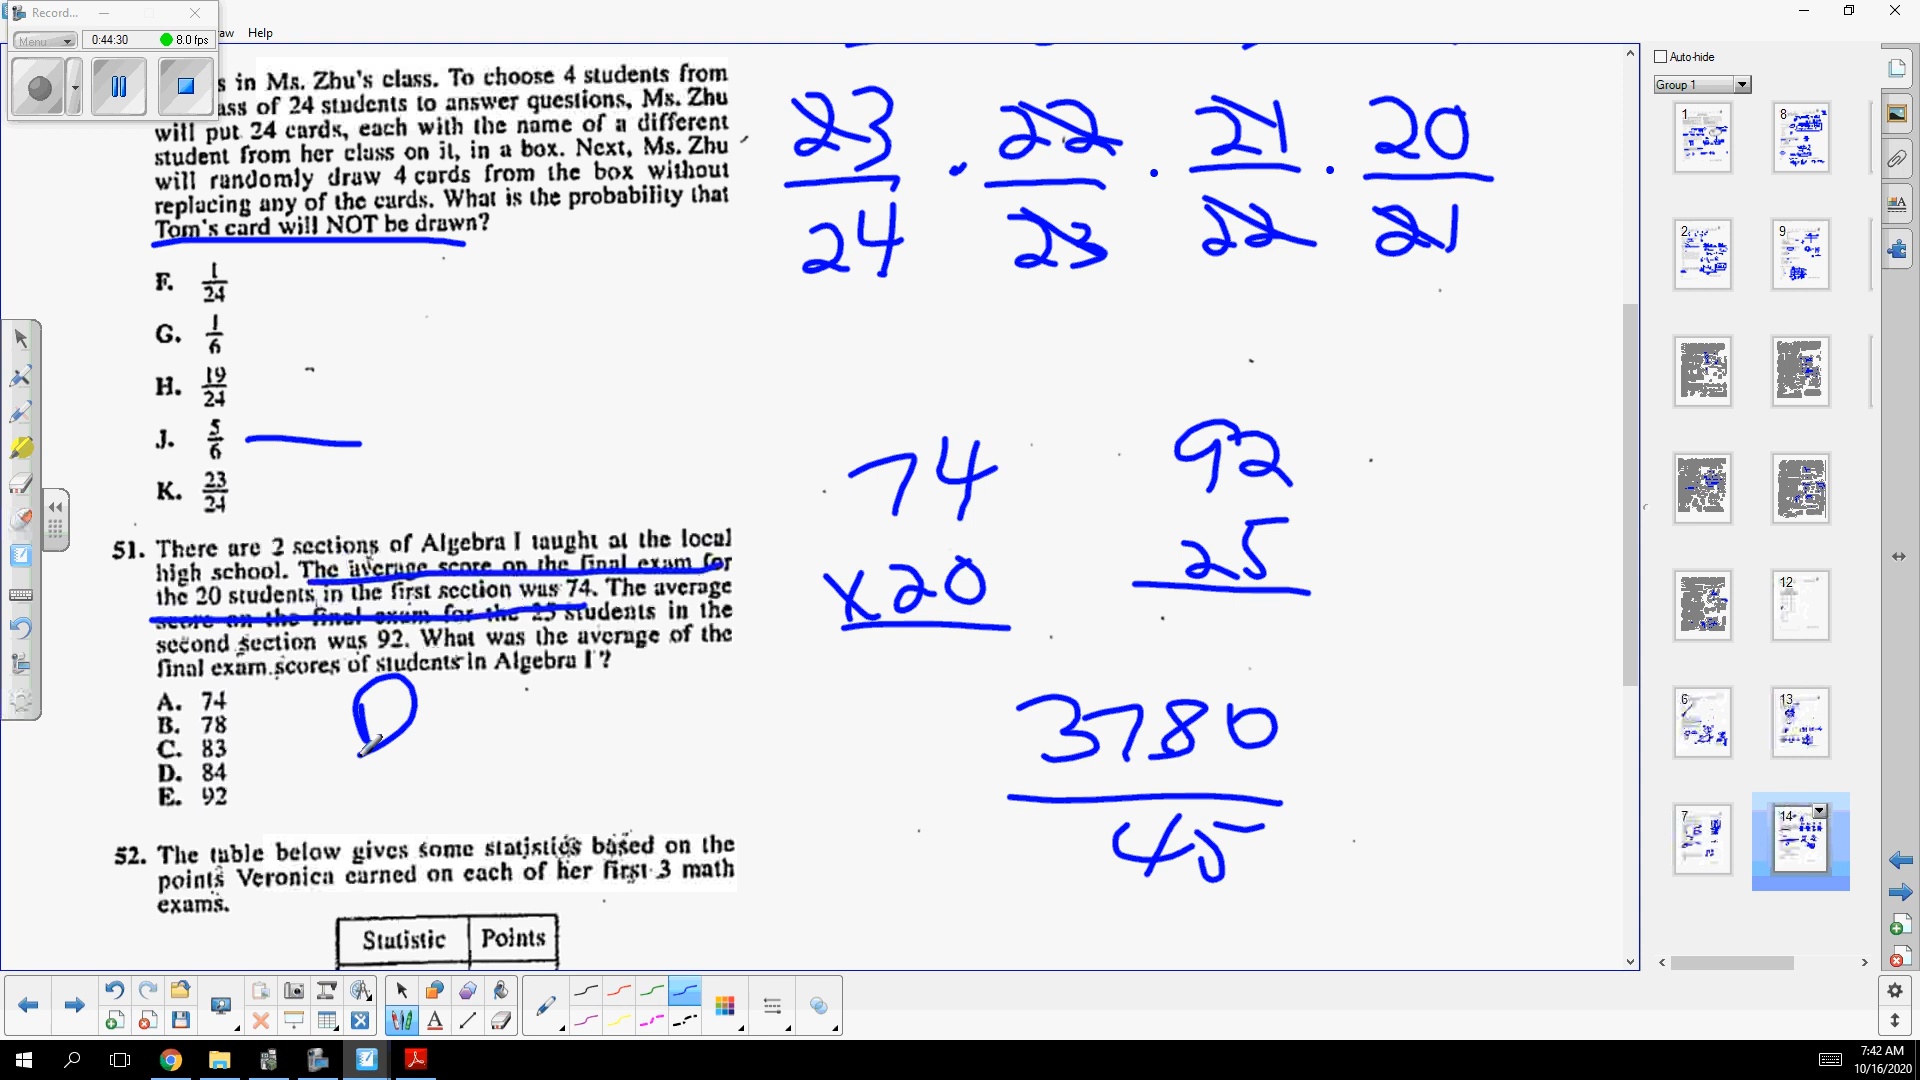 Record...
Menu
0:44:30
8.0 fps
aw Help
s in Ms. Zhu's class. To choose 4 students from
ass of 24 students to answer questions, Ms. Zhu
will put 24 cards, each with the name of a different
student from her class on it, in a box. Next, Ms. Zhu
will randomly draw 4 cards from the box without
replacing any of the cards. What is the probability that
Tom's card will NOT be drawn?
F. 1/24
G. 1/6
H. 19/24
J. 5/6
K. 23/24
23/24 · 22/23 · 21/22 · 20/21
51. There are 2 sections of Algebra I taught at the local
high school. The average score on the final exam for
the 20 students in the first section was 74. The average
score on the final exam for the 25 students in the
second section was 92. What was the average of the
final exam scores of students in Algebra I ?
A. 74
B. 78
C. 83
D. 84
E. 92
D
74
x20
92
25
3780
45
52. The table below gives some statistics based on the
points Veronica earned on each of her first 3 math
exams.
Statistic Points
Auto-hide
Group 1
1
8
2
9
12
6
13
7
14
7:42 AM
10/16/2020